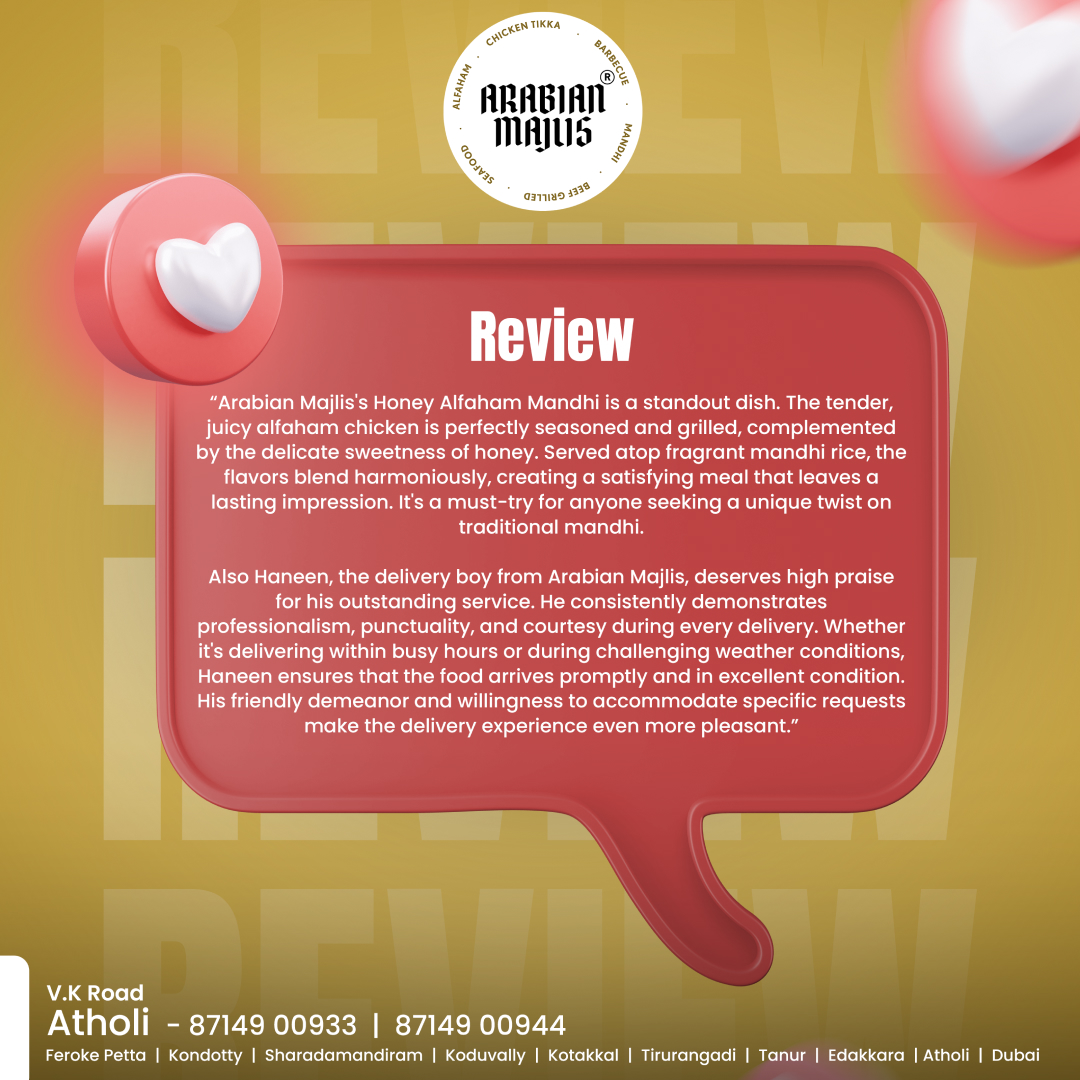 CHICKEN TIKKA · BARBECUE · MANDHI · BEEF GRILLED · SEAFOOD · ALFAHAM ·
ARABIAN®
MAJLIS
REVIEW
REVIEW
REVIEW
REVIEW
Review
“Arabian Majlis's Honey Alfaham Mandhi is a standout dish. The tender,
juicy alfaham chicken is perfectly seasoned and grilled, complemented
by the delicate sweetness of honey. Served atop fragrant mandhi rice, the
flavors blend harmoniously, creating a satisfying meal that leaves a
lasting impression. It's a must-try for anyone seeking a unique twist on
traditional mandhi.
Also Haneen, the delivery boy from Arabian Majlis, deserves high praise
for his outstanding service. He consistently demonstrates
professionalism, punctuality, and courtesy during every delivery. Whether
it's delivering within busy hours or during challenging weather conditions,
Haneen ensures that the food arrives promptly and in excellent condition.
His friendly demeanor and willingness to accommodate specific requests
make the delivery experience even more pleasant.”
V.K Road
Atholi - 87149 00933 | 87149 00944
Feroke Petta | Kondotty | Sharadamandiram | Koduvally | Kotakkal | Tirurangadi | Tanur | Edakkara | Atholi | Dubai